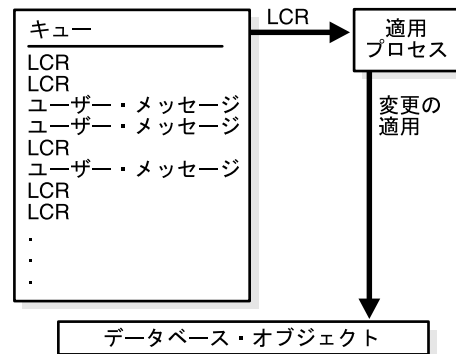 キュー
LCR
LCR
ユーザー・メッセージ
ユーザー・メッセージ
LCR
ユーザー・メッセージ
LCR
LCR
.
.
.
LCR
適用
プロセス
変更の
適用
データベース・オブジェクト